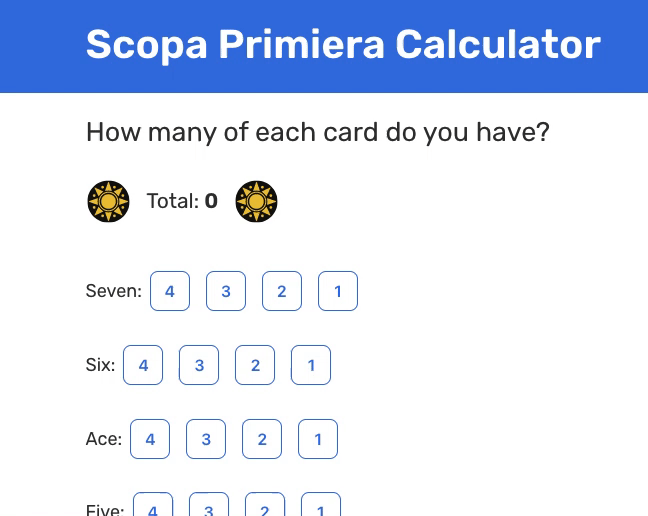 Scopa Primiera Calculator
How many of each card do you have?
Total: 0
Seven: 4 3 2 1
Six: 4 3 2 1
Ace: 4 3 2 1
Five: 4 3 2 1